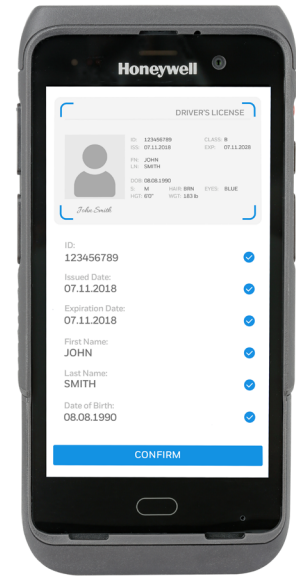 Honeywell
DRIVER'S LICENSE
ID: 123456789 CLASS: B
ISS: 07.11.2018 EXP: 07.11.2028
FN: JOHN
LN: SMITH
DOB: 08.08.1990
S: M HAIR: BRN EYES: BLUE
HGT: 6'0" WGT: 183 lb
John Smith
ID:
123456789
Issued Date:
07.11.2018
Expiration Date:
07.11.2018
First Name:
JOHN
Last Name:
SMITH
Date of Birth:
08.08.1990
CONFIRM